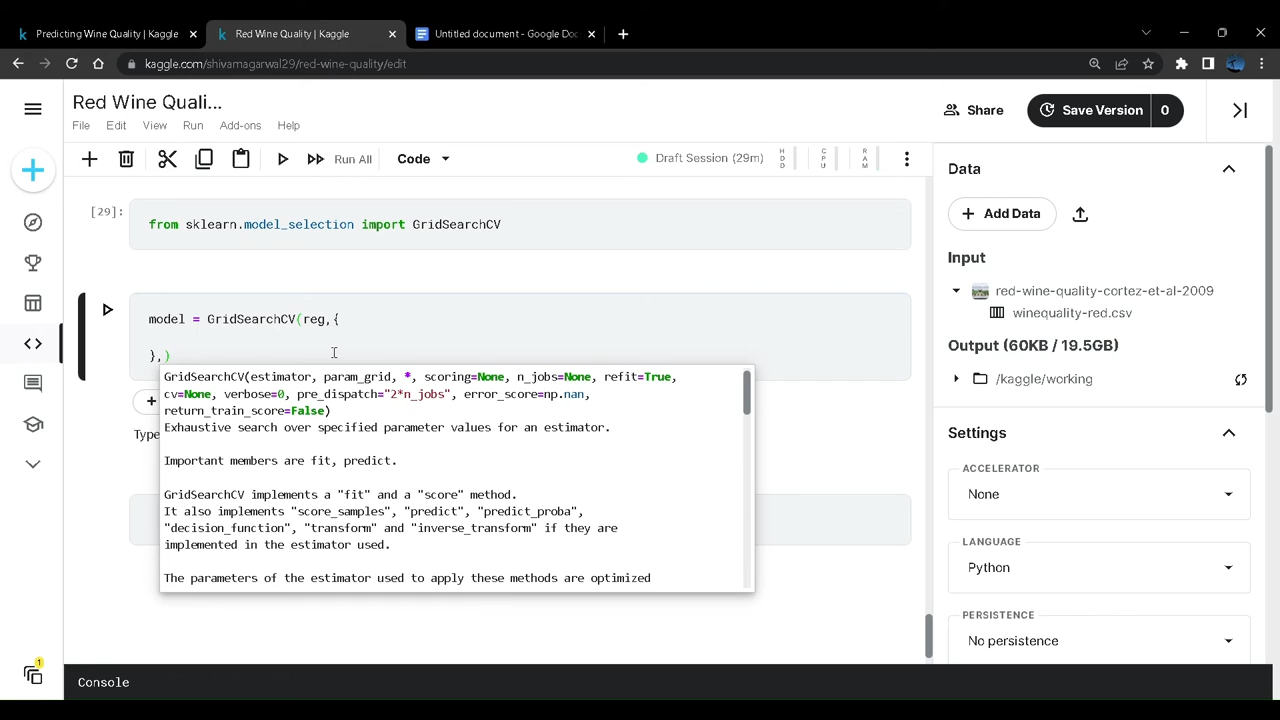 Predicting Wine Quality | Kaggle
Red Wine Quality | Kaggle
Untitled document - Google Doc
kaggle.com/shivamagarwal29/red-wine-quality/edit
Red Wine Quali...
File Edit View Run Add-ons Help
Share
Save Version 0
Run All
Code
Draft Session (29m)
HDD
CPU
RAM
[29]:
from sklearn.model_selection import GridSearchCV
model = GridSearchCV(reg,{
},)
GridSearchCV(estimator, param_grid, *, scoring=None, n_jobs=None, refit=True,
cv=None, verbose=0, pre_dispatch="2*n_jobs", error_score=np.nan,
return_train_score=False)
Exhaustive search over specified parameter values for an estimator.
Important members are fit, predict.
GridSearchCV implements a "fit" and a "score" method.
It also implements "score_samples", "predict", "predict_proba",
"decision_function", "transform" and "inverse_transform" if they are
implemented in the estimator used.
The parameters of the estimator used to apply these methods are optimized
+
Type
Data
Add Data
Input
red-wine-quality-cortez-et-al-2009
winequality-red.csv
Output (60KB / 19.5GB)
/kaggle/working
Settings
ACCELERATOR
None
LANGUAGE
Python
PERSISTENCE
No persistence
1
Console